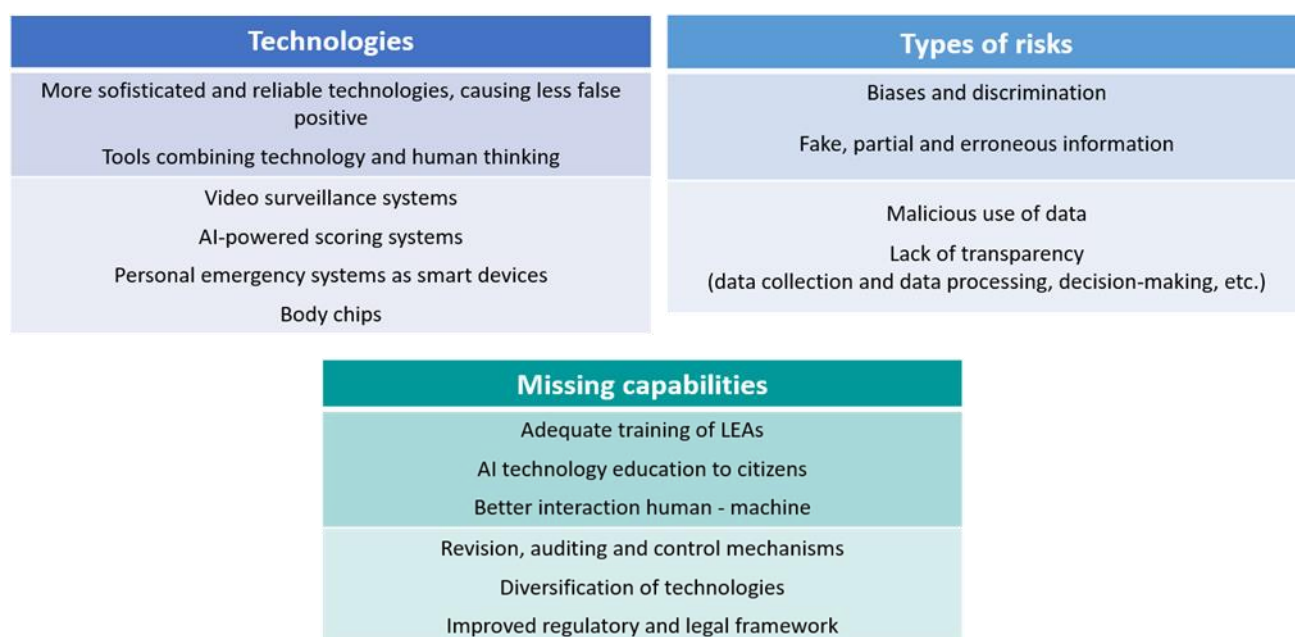 Technologies
More sofisticated and reliable technologies, causing less false
positive
Tools combining technology and human thinking
Video surveillance systems
AI-powered scoring systems
Personal emergency systems as smart devices
Body chips
Types of risks
Biases and discrimination
Fake, partial and erroneous information
Malicious use of data
Lack of transparency
(data collection and data processing, decision-making, etc.)
Missing capabilities
Adequate training of LEAs
AI technology education to citizens
Better interaction human - machine
Revision, auditing and control mechanisms
Diversification of technologies
Improved regulatory and legal framework